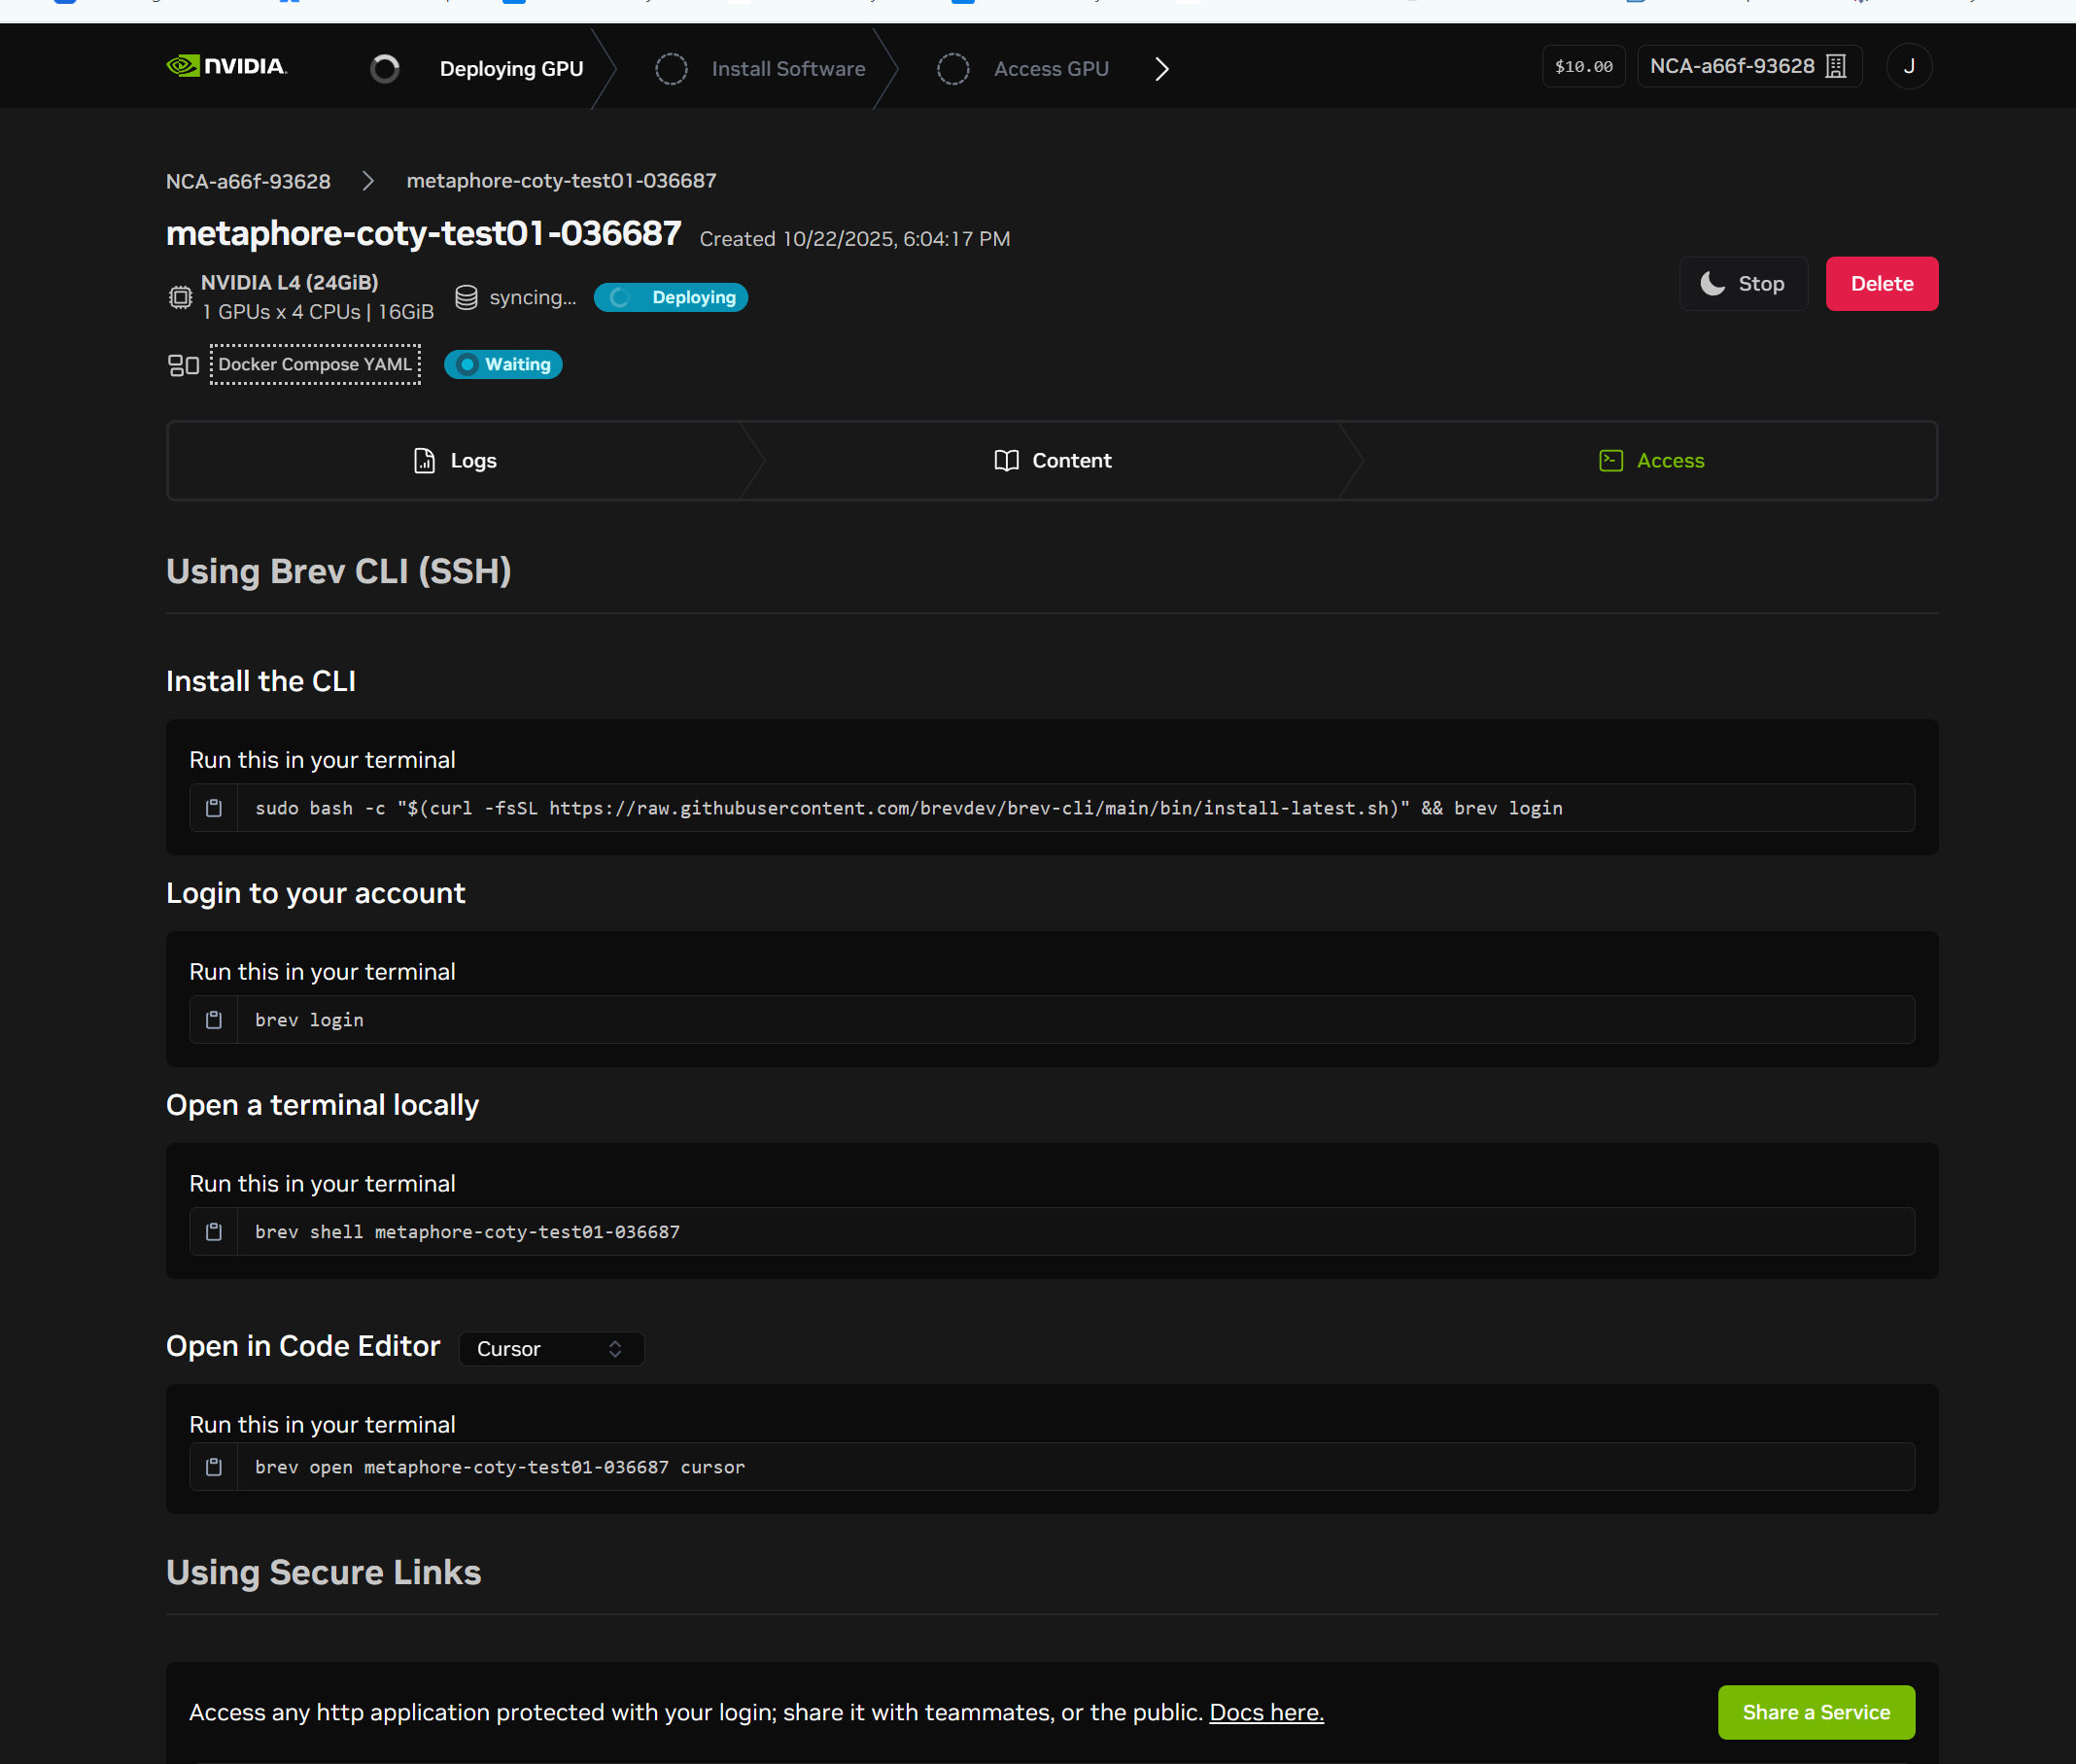 NVIDIA.
Deploying GPU
Install Software
Access GPU
$10.00
NCA-a66f-93628
J
NCA-a66f-93628
metaphore-coty-test01-036687
metaphore-coty-test01-036687 Created 10/22/2025, 6:04:17 PM
NVIDIA L4 (24GiB)
1 GPUs x 4 CPUs | 16GiB
syncing...
Deploying
Stop
Delete
Docker Compose YAML
Waiting
Logs
Content
Access
Using Brev CLI (SSH)
Install the CLI
Run this in your terminal
sudo bash -c "$(curl -fsSL https://raw.githubusercontent.com/brevdev/brev-cli/main/bin/install-latest.sh)" && brev login
Login to your account
Run this in your terminal
brev login
Open a terminal locally
Run this in your terminal
brev shell metaphore-coty-test01-036687
Open in Code Editor
Cursor
Run this in your terminal
brev open metaphore-coty-test01-036687 cursor
Using Secure Links
Access any http application protected with your login; share it with teammates, or the public. Docs here.
Share a Service